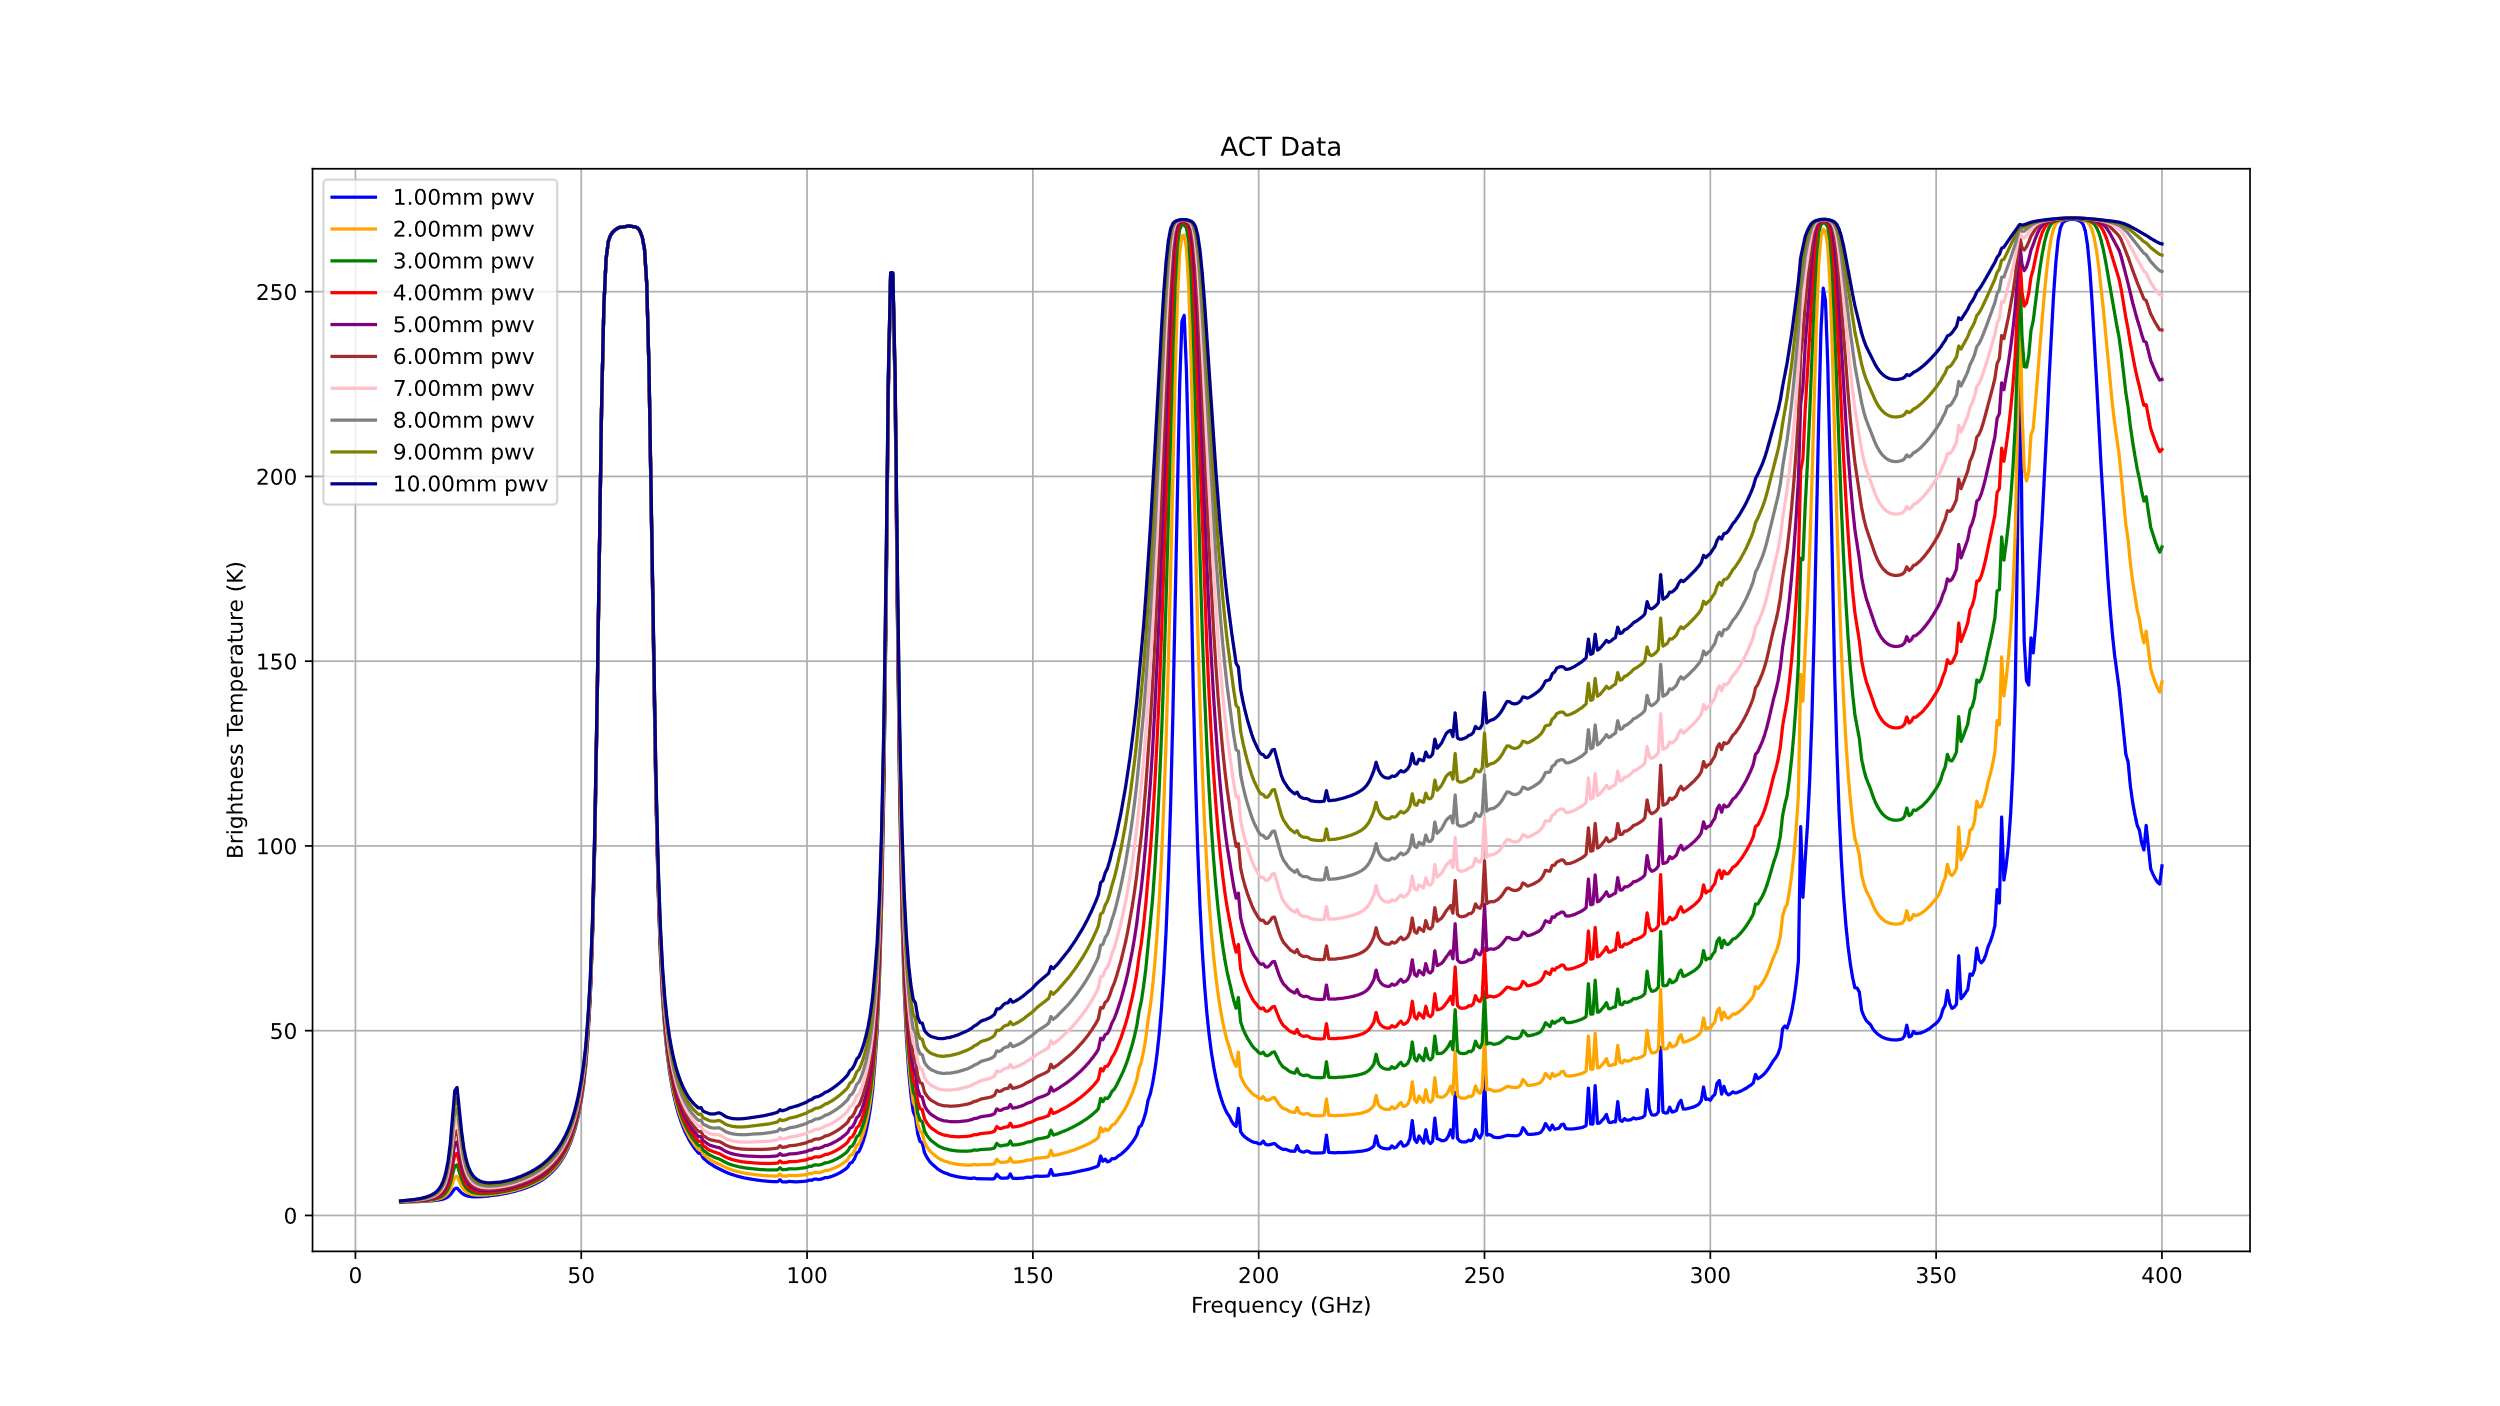 ACT Data
1.00mm pwv
2.00mm pwv
3.00mm pwv
4.00mm pwv
5.00mm pwv
6.00mm pwv
7.00mm pwv
8.00mm pwv
9.00mm pwv
10.00mm pwv
Brightness Temperature (K)
250
200
150
100
50
0
0 50 100 150 200 250 300 350 400
Frequency (GHz)